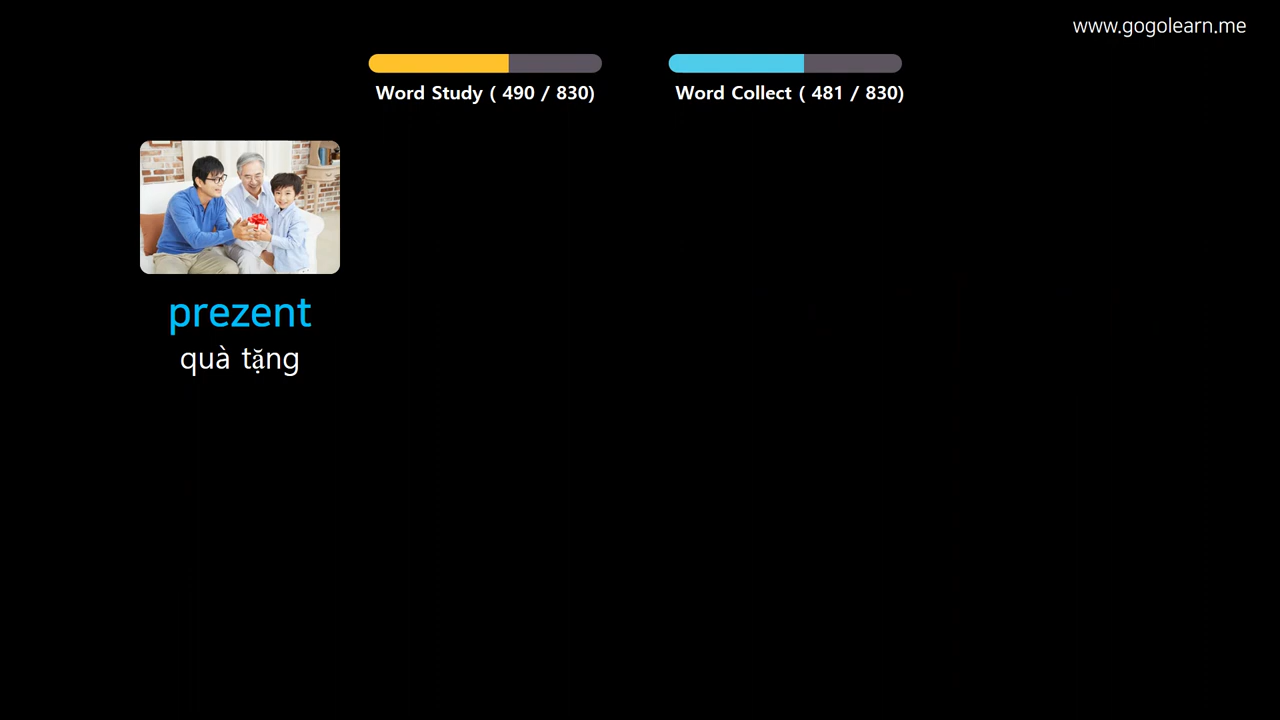 www.gogolearn.me
Word Study ( 490 / 830)
Word Collect ( 481 / 830)
prezent
quà tặng